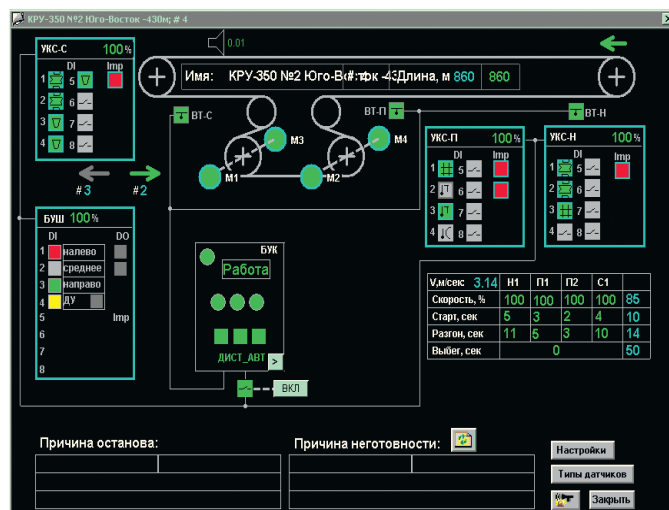 КРУ-350 №2 Юго-Восток -430м; # 4
УКС-С 100 %
DI Imp
1 5
2 6
3 7
4 8
0.01
Имя: КРУ-350 №2 Юго-Во Длина, м 860 860
ВТ-С
ВТ-П
ВТ-Н
М3
М4
М1
М2
#3
#2
УКС-П 100 %
DI Imp
1 5
2 6
3 7
4 8
УКС-Н 100 %
DI Imp
1 5
2 6
3 7
4 8
БУШ 100 %
DI DO
1 налево
2 среднее
3 направо
4 ДУ
5 Imp
6
7
8
БУК
Работа
ДИСТ_АВТ >
ВКЛ
V,м/сек 3.14 Н1 П1 П2 С1
Скорость, % 100 100 100 100 85
Старт, сек 5 3 2 4 10
Разгон, сек 11 5 3 10 14
Выбег, сек 0 50
Причина останова:
Причина неготовности:
Настройки
Типы датчиков
Закрыть